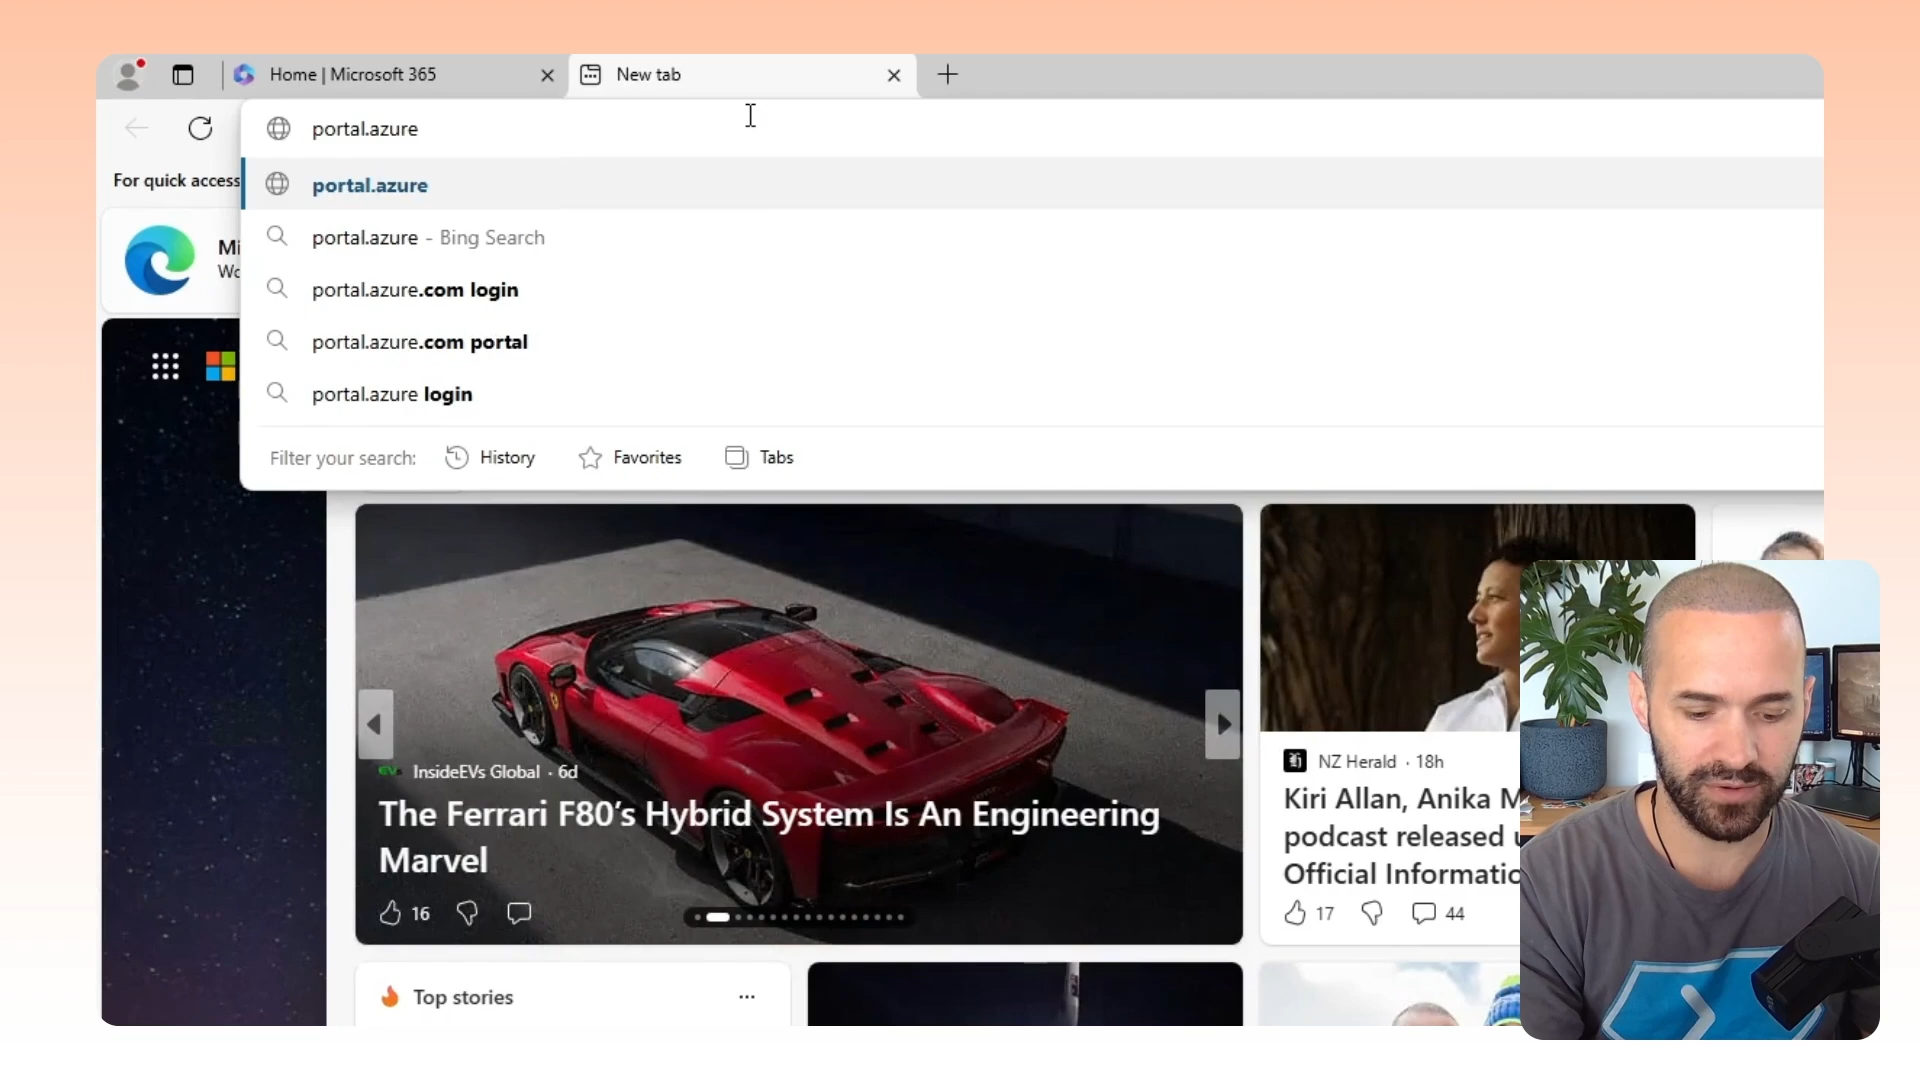 Home | Microsoft 365
New tab
portal.azure
For quick access
portal.azure
portal.azure - Bing Search
portal.azure.com login
portal.azure.com portal
portal.azure login
Filter your search:
History
Favorites
Tabs
InsideEVs Global · 6d
The Ferrari F80’s Hybrid System Is An Engineering
Marvel
16
NZ Herald · 18h
Kiri Allan, Anika M
podcast released
Official Informatio
17
44
Top stories